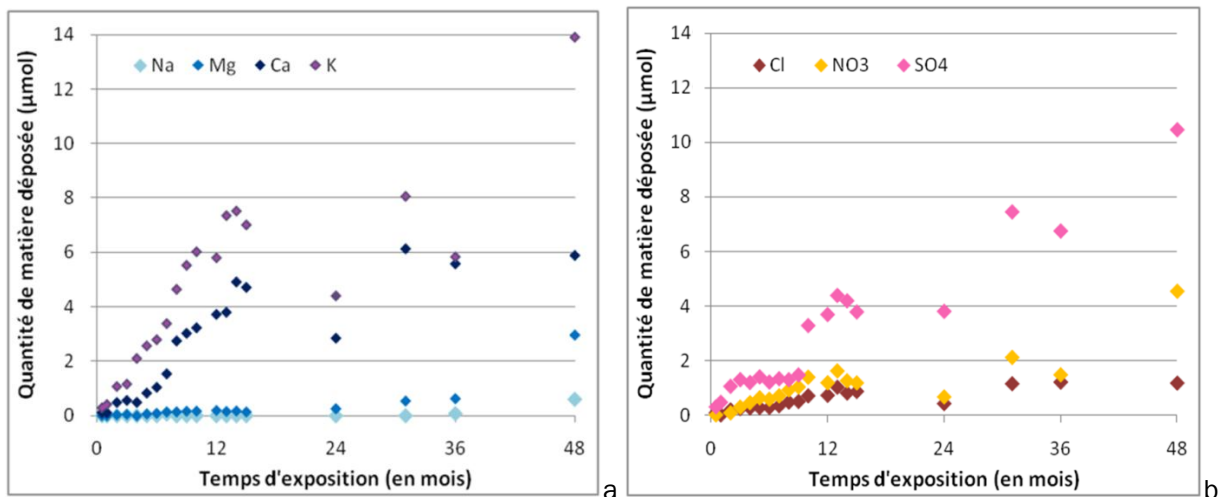 Quantité de matière déposée (µmol)
14
12
10
8
6
4
2
0
Na Mg Ca K
0 12 24 36 48
Temps d'exposition (en mois)
a
Quantité de matière déposée (µmol)
14
12
10
8
6
4
2
0
Cl NO3 SO4
0 12 24 36 48
Temps d'exposition (en mois)
b